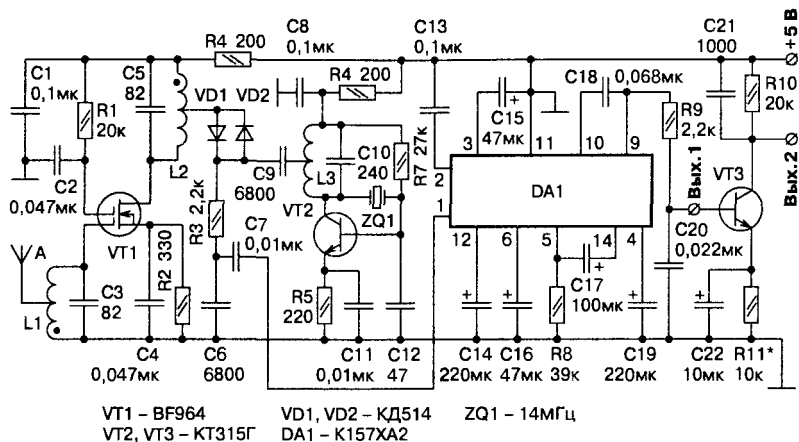 C1
0,1мк
R1
20к
C2
0,047мк
C5
82
L2
R4 200
VD1 VD2
C8
0,1мк
R4 200
C13
0,1мк
C21
1000
+5 В
R10
20к
C18
0,068мк
C15
47мк
R9
2,2к
C9
6800
L3
C10
240
R7 27к
3
11
10
9
2
1
DA1
12
6
5
14
4
Вых. 1
Вых. 2
VT3
VT1
R3 2,2к
C7
0,01мк
VT2
ZQ1
A
L1
C3
82
R2 330
R5
220
C17
100мк
C20
0,022мк
C4
0,047мк
C6
6800
C11
0,01мк
C12
47
C14
220мк
C16
47мк
R8
39к
C19
220мк
C22
10мк
R11*
10к
VT1 – BF964
VD1, VD2 – КД514
ZQ1 – 14МГц
VT2, VT3 – КТ315Г
DA1 – К157ХА2